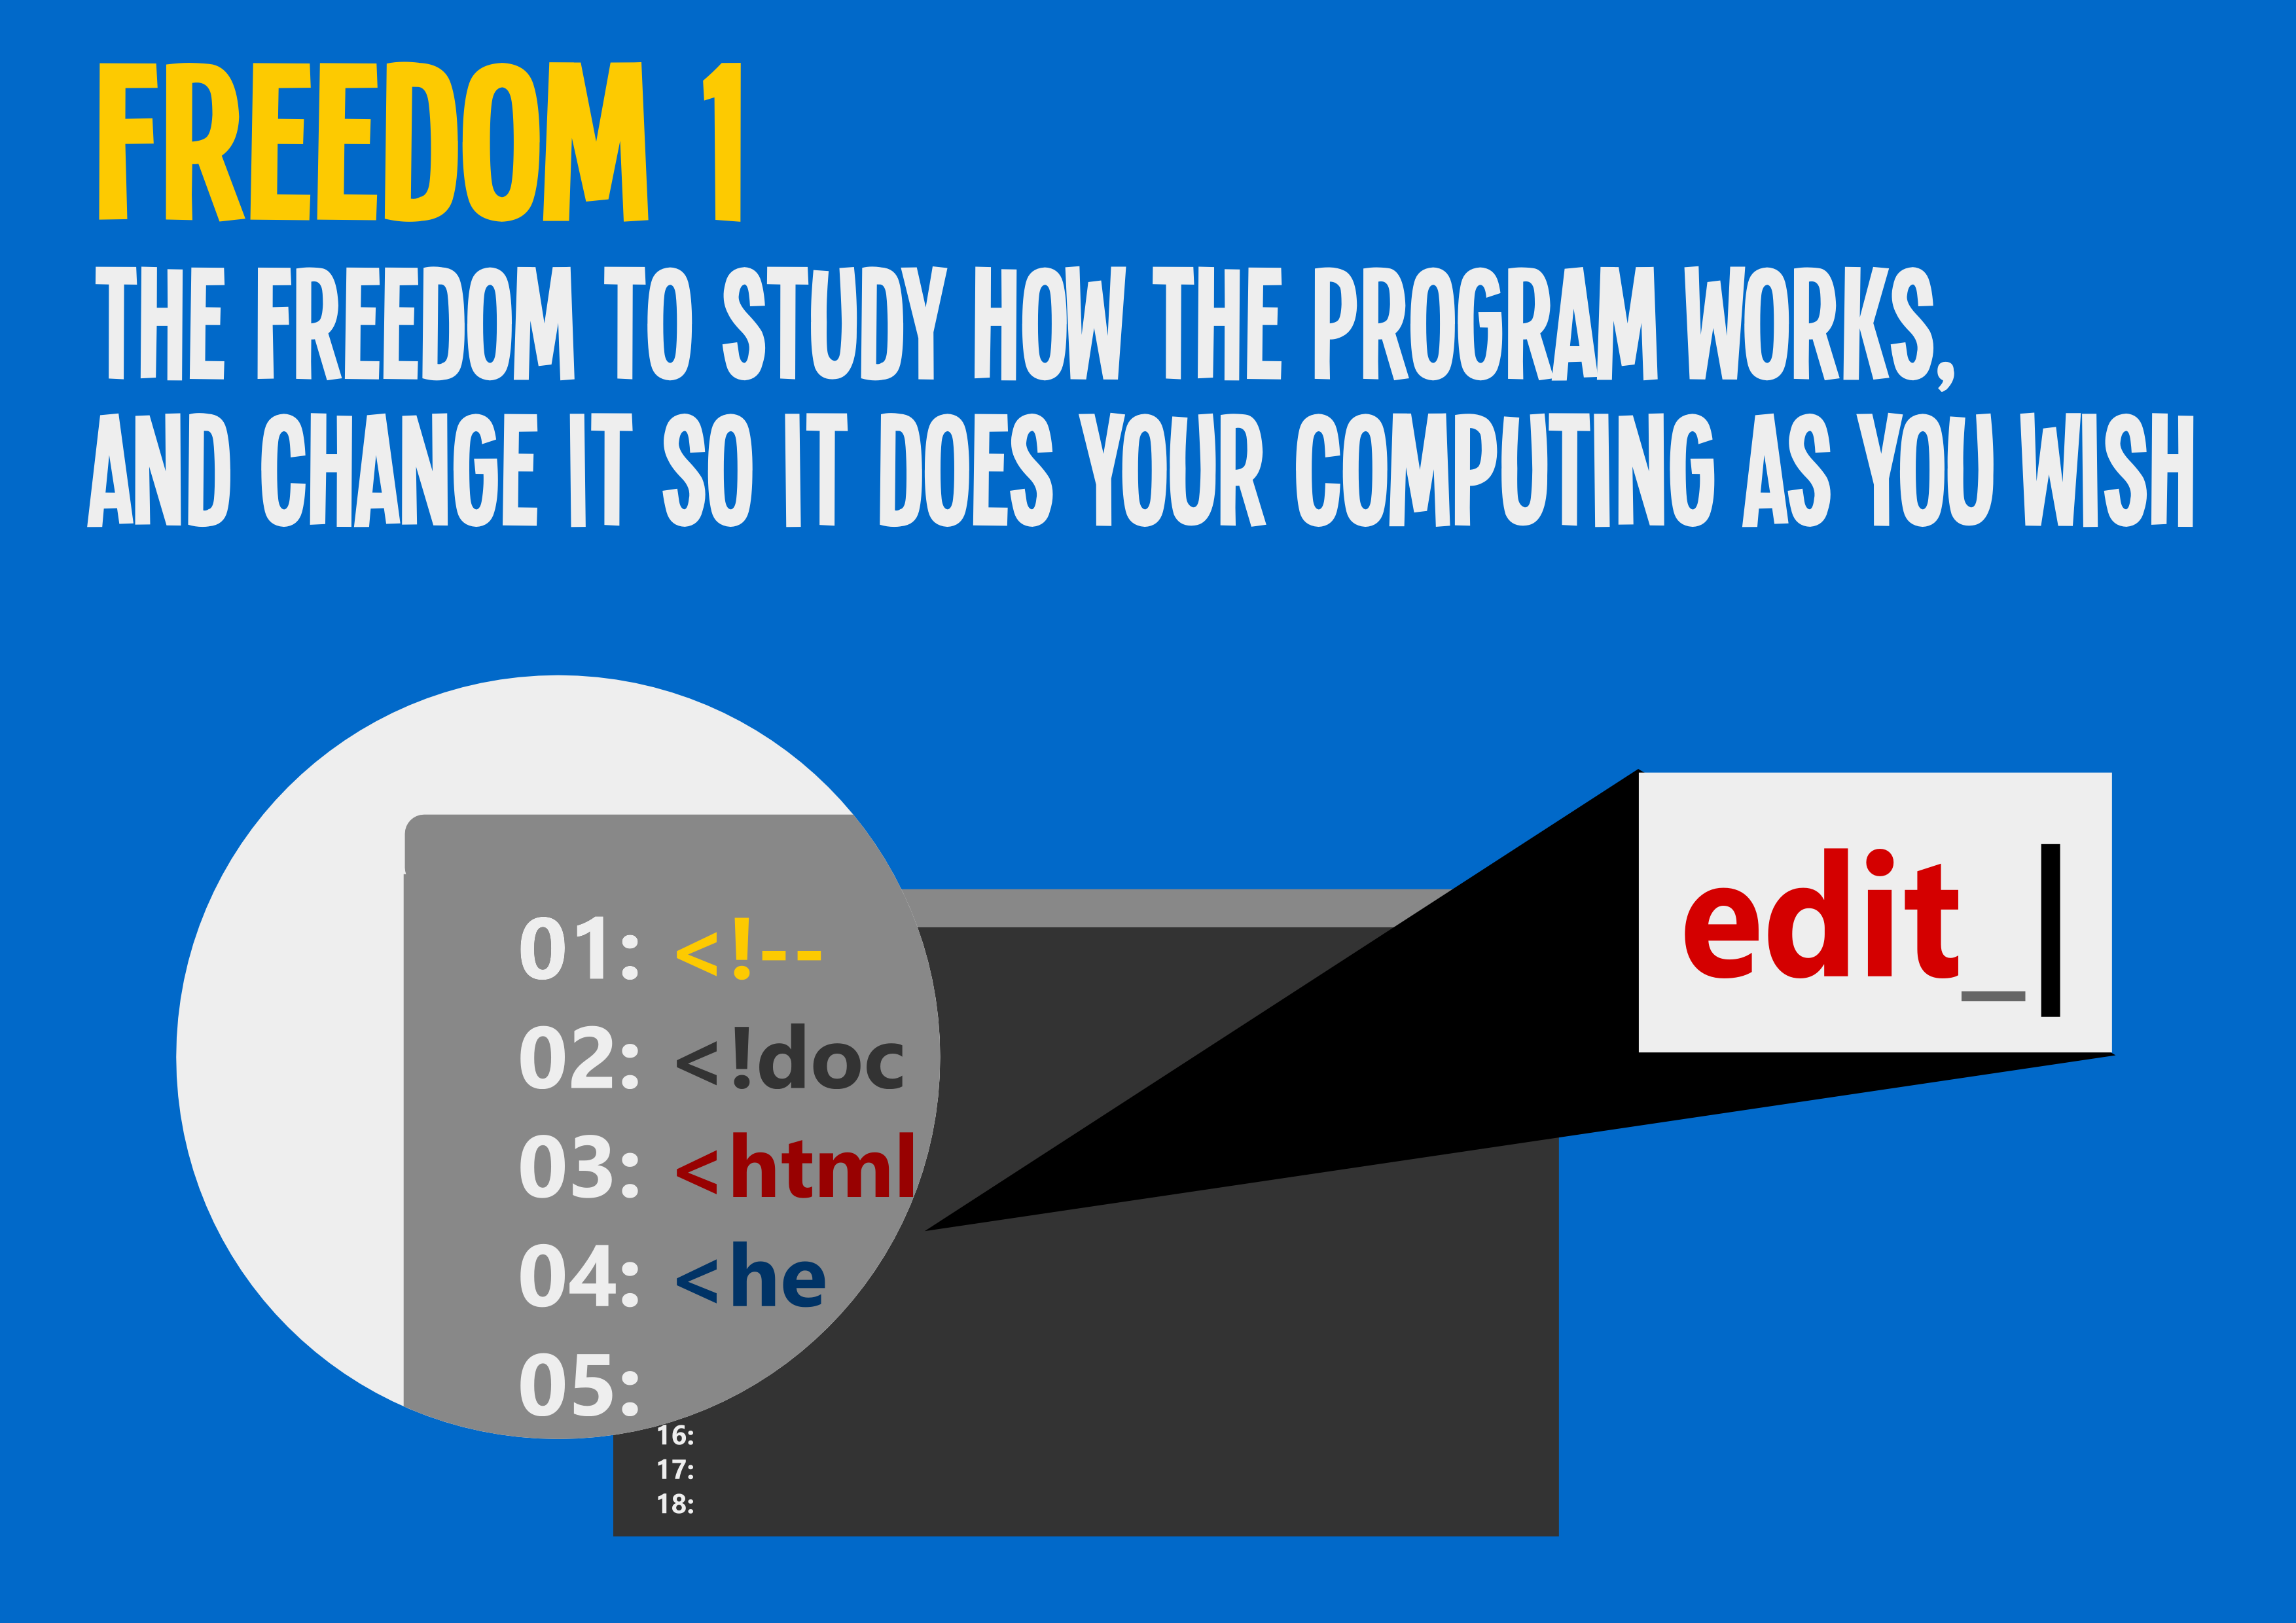 FREEDOM 1
THE FREEDOM TO STUDY HOW THE PROGRAM WORKS,
AND CHANGE IT SO IT DOES YOUR COMPUTING AS YOU WISH
edit_|
01: <!--
02: <!doc
03: <html
04: <he
05:
16:
17:
18: